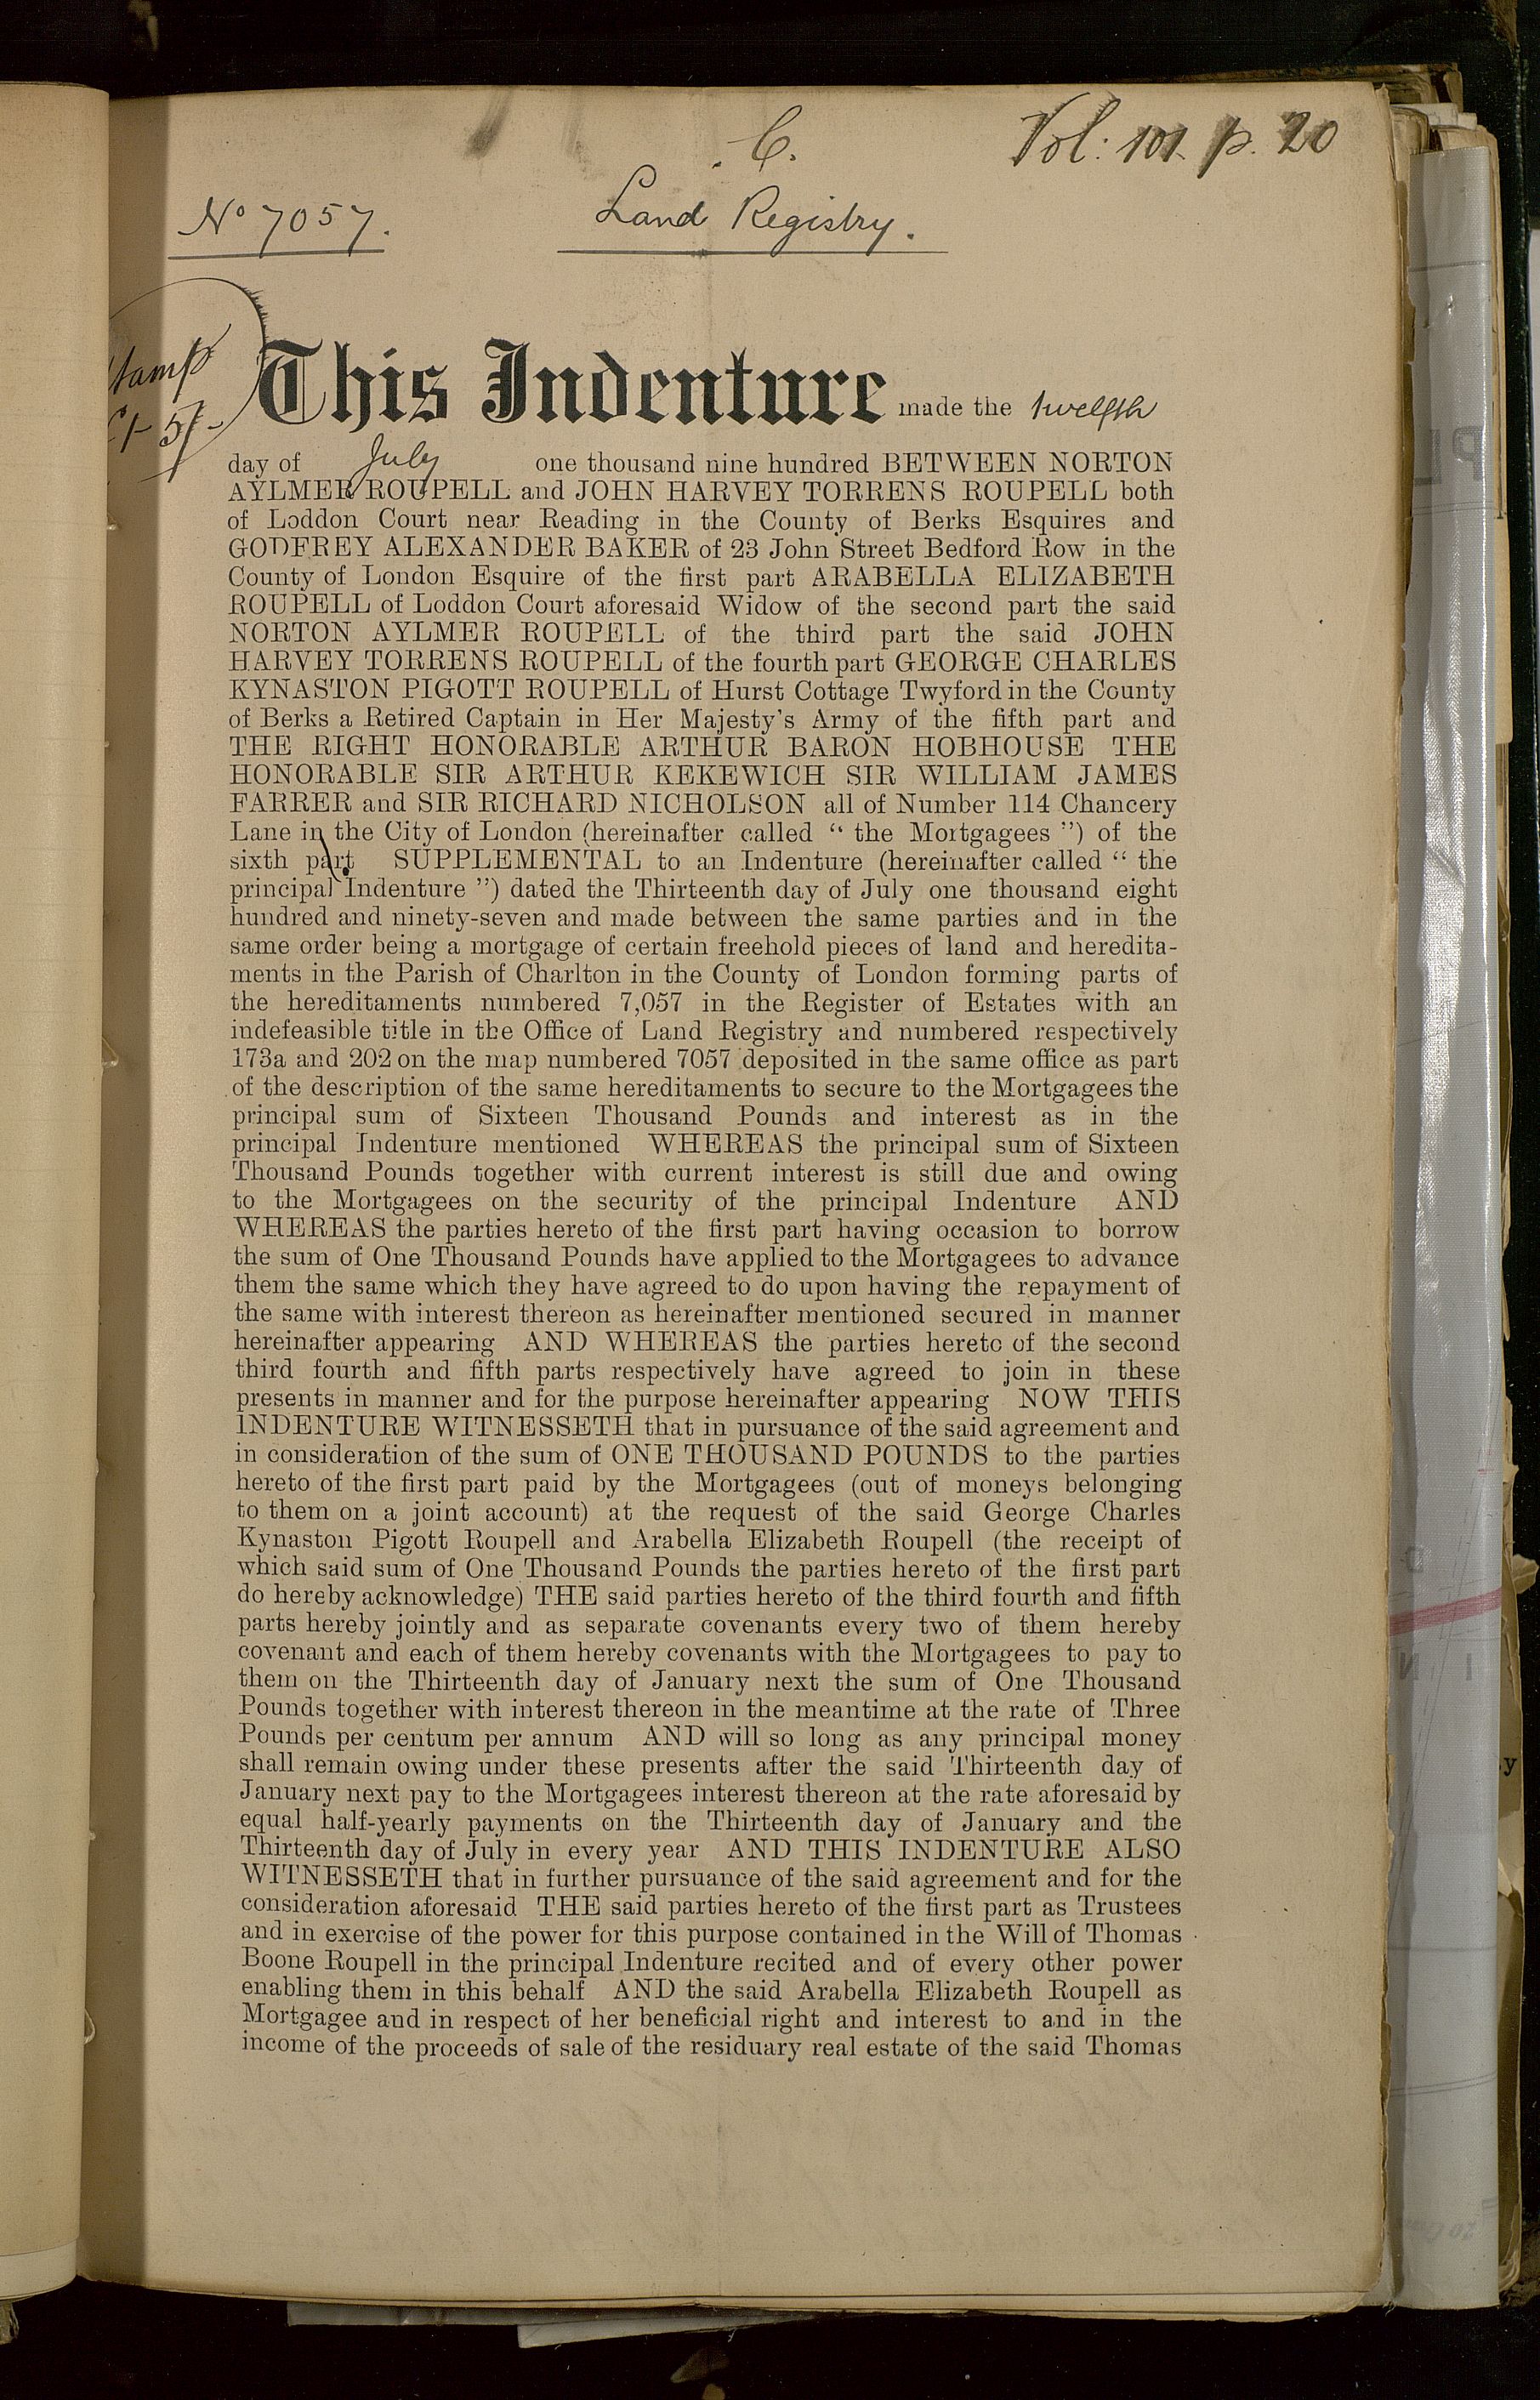 C.
Vol: 101. p. 20
No 7057.
Land Registry.
Stamp
£1-5/-
This Indenture made the twelfth
day of July one thousand nine hundred BETWEEN NORTON
AYLMER ROUPELL and JOHN HARVEY TORRENS ROUPELL both
of Loddon Court near Reading in the County of Berks Esquires and
GODFREY ALEXANDER BAKER of 23 John Street Bedford Row in the
County of London Esquire of the first part ARABELLA ELIZABETH
ROUPELL of Loddon Court aforesaid Widow of the second part the said
NORTON AYLMER ROUPELL of the third part the said JOHN
HARVEY TORRENS ROUPELL of the fourth part GEORGE CHARLES
KYNASTON PIGOTT ROUPELL of Hurst Cottage Twyford in the County
of Berks a Retired Captain in Her Majesty's Army of the fifth part and
THE RIGHT HONORABLE ARTHUR BARON HOBHOUSE THE
HONORABLE SIR ARTHUR KEKEWICH SIR WILLIAM JAMES
FARRER and SIR RICHARD NICHOLSON all of Number 114 Chancery
Lane in the City of London (hereinafter called “ the Mortgagees ”) of the
sixth part SUPPLEMENTAL to an Indenture (hereinafter called “ the
principal Indenture ”) dated the Thirteenth day of July one thousand eight
hundred and ninety-seven and made between the same parties and in the
same order being a mortgage of certain freehold pieces of land and heredita-
ments in the Parish of Charlton in the County of London forming parts of
the hereditaments numbered 7,057 in the Register of Estates with an
indefeasible title in the Office of Land Registry and numbered respectively
173a and 202 on the map numbered 7057 deposited in the same office as part
of the description of the same hereditaments to secure to the Mortgagees the
principal sum of Sixteen Thousand Pounds and interest as in the
principal Indenture mentioned WHEREAS the principal sum of Sixteen
Thousand Pounds together with current interest is still due and owing
to the Mortgagees on the security of the principal Indenture AND
WHEREAS the parties hereto of the first part having occasion to borrow
the sum of One Thousand Pounds have applied to the Mortgagees to advance
them the same which they have agreed to do upon having the repayment of
the same with interest thereon as hereinafter mentioned secured in manner
hereinafter appearing AND WHEREAS the parties hereto of the second
third fourth and fifth parts respectively have agreed to join in these
presents in manner and for the purpose hereinafter appearing NOW THIS
INDENTURE WITNESSETH that in pursuance of the said agreement and
in consideration of the sum of ONE THOUSAND POUNDS to the parties
hereto of the first part paid by the Mortgagees (out of moneys belonging
to them on a joint account) at the request of the said George Charles
Kynaston Pigott Roupell and Arabella Elizabeth Roupell (the receipt of
which said sum of One Thousand Pounds the parties hereto of the first part
do hereby acknowledge) THE said parties hereto of the third fourth and fifth
parts hereby jointly and as separate covenants every two of them hereby
covenant and each of them hereby covenants with the Mortgagees to pay to
them on the Thirteenth day of January next the sum of One Thousand
Pounds together with interest thereon in the meantime at the rate of Three
Pounds per centum per annum AND will so long as any principal money
shall remain owing under these presents after the said Thirteenth day of
January next pay to the Mortgagees interest thereon at the rate aforesaid by
equal half-yearly payments on the Thirteenth day of January and the
Thirteenth day of July in every year AND THIS INDENTURE ALSO
WITNESSETH that in further pursuance of the said agreement and for the
consideration aforesaid THE said parties hereto of the first part as Trustees
and in exercise of the power for this purpose contained in the Will of Thomas
Boone Roupell in the principal Indenture recited and of every other power
enabling them in this behalf AND the said Arabella Elizabeth Roupell as
Mortgagee and in respect of her beneficial right and interest to and in the
income of the proceeds of sale of the residuary real estate of the said Thomas